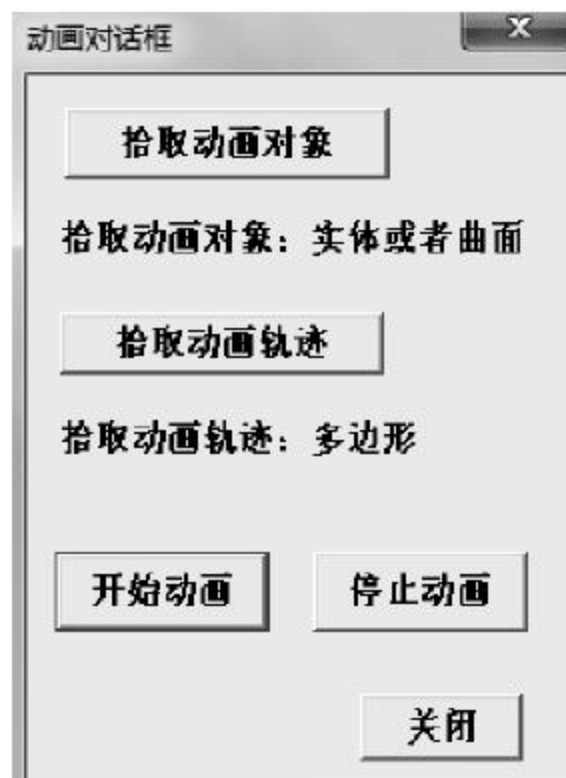 动画对话框
拾取动画对象
拾取动画对象：实体或者曲面
拾取动画轨迹
拾取动画轨迹：多边形
开始动画
停止动画
关闭